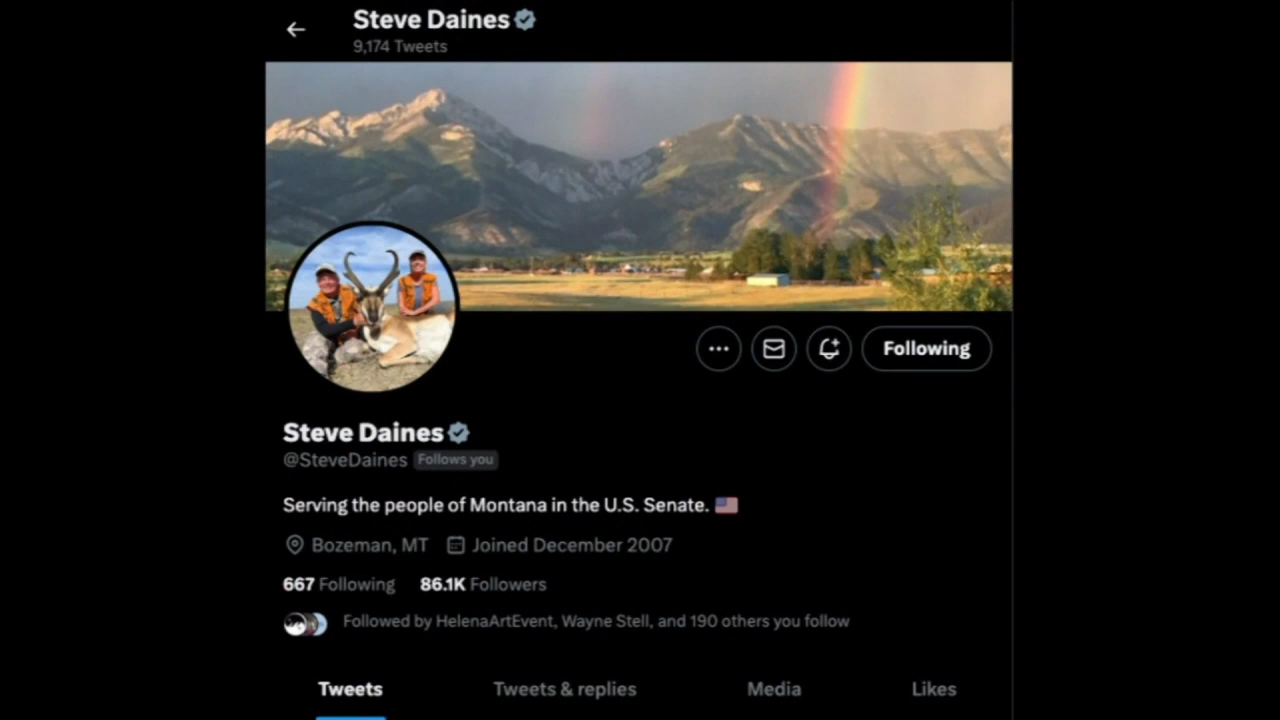 Steve Daines
9,174 Tweets
Following
Steve Daines
@SteveDaines Follows you
Serving the people of Montana in the U.S. Senate. 🇺🇸
Bozeman, MT Joined December 2007
667 Following 86.1K Followers
Followed by HelenaArtEvent, Wayne Stell, and 190 others you follow
Tweets Tweets & replies Media Likes